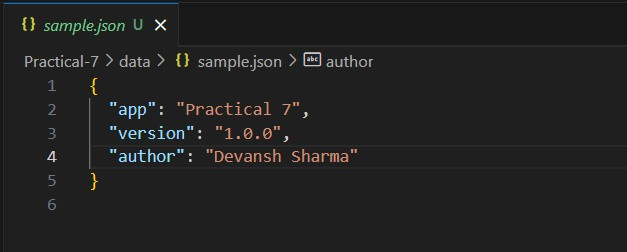 {} sample.json U ×
Practical-7 > data > {} sample.json > abc author
1 {
2 "app": "Practical 7",
3 "version": "1.0.0",
4 "author": "Devansh Sharma"
5 }
6